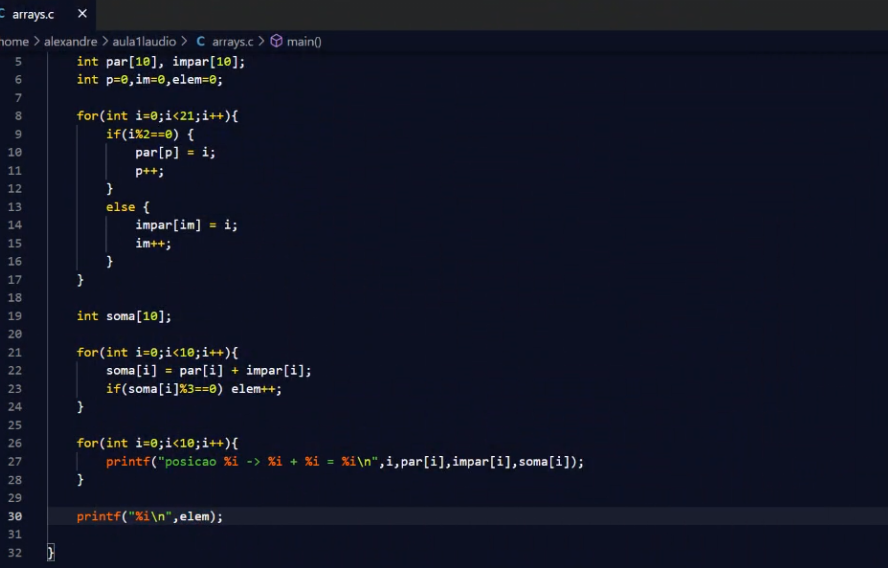 C arrays.c ×
home > alexandre > aula1laudio > C arrays.c > main()
5 int par[10], impar[10];
6 int p=0,im=0,elem=0;
7
8 for(int i=0;i<21;i++){
9 if(i%2==0) {
10 par[p] = i;
11 p++;
12 }
13 else {
14 impar[im] = i;
15 im++;
16 }
17 }
18
19 int soma[10];
20
21 for(int i=0;i<10;i++){
22 soma[i] = par[i] + impar[i];
23 if(soma[i]%3==0) elem++;
24 }
25
26 for(int i=0;i<10;i++){
27 printf("posicao %i -> %i + %i = %i\n",i,par[i],impar[i],soma[i]);
28 }
29
30 printf("%i\n",elem);
31
32 }